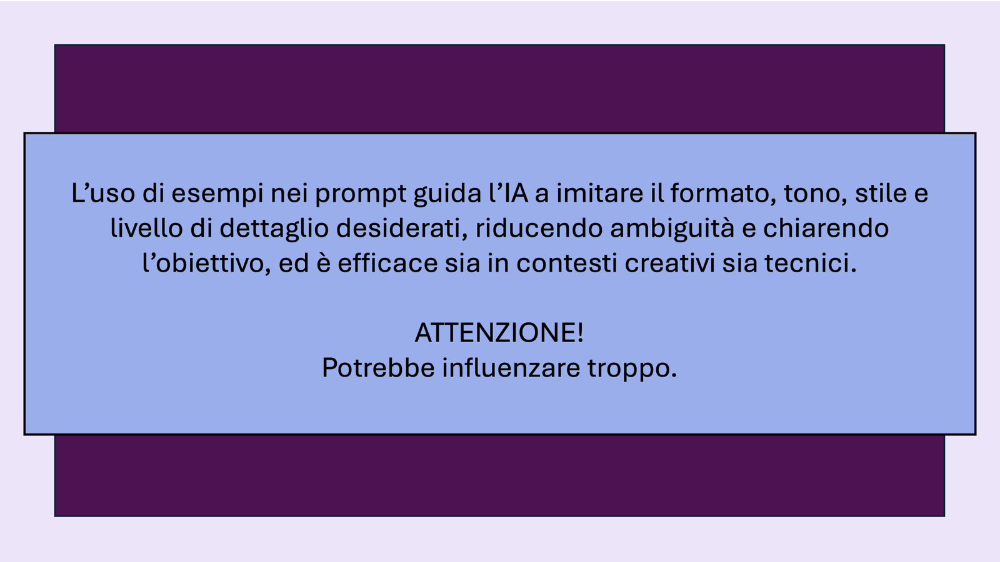 L’uso di esempi nei prompt guida l’IA a imitare il formato, tono, stile e
livello di dettaglio desiderati, riducendo ambiguità e chiarendo
l’obiettivo, ed è efficace sia in contesti creativi sia tecnici.
ATTENZIONE!
Potrebbe influenzare troppo.